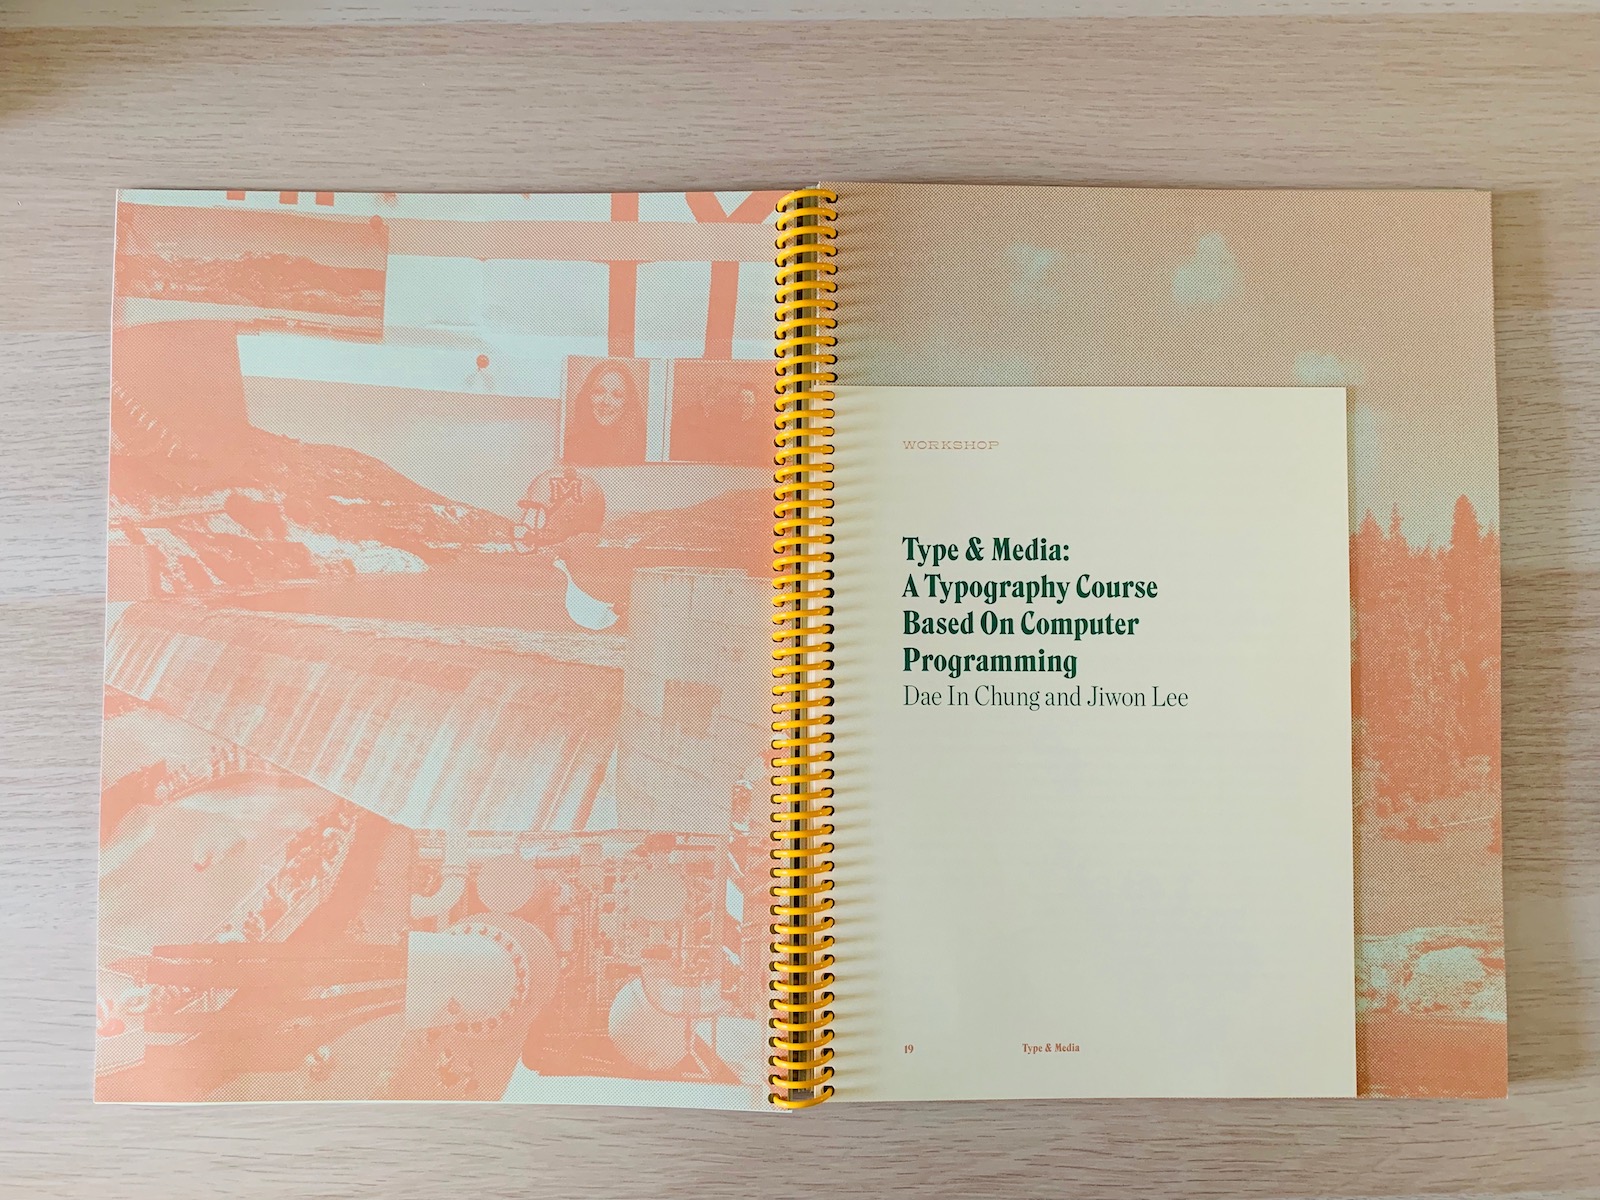 M
WORKSHOP
Type & Media:
A Typography Course
Based On Computer
Programming
Dae In Chung and Jiwon Lee
19
Type & Media